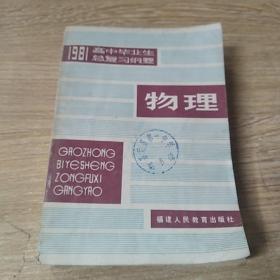 1981
高中毕业生
总复习纲要
物理
GAOZHONG
BIYESHENG
ZONGFUXI
GANGYAO
福建人民教育出版社